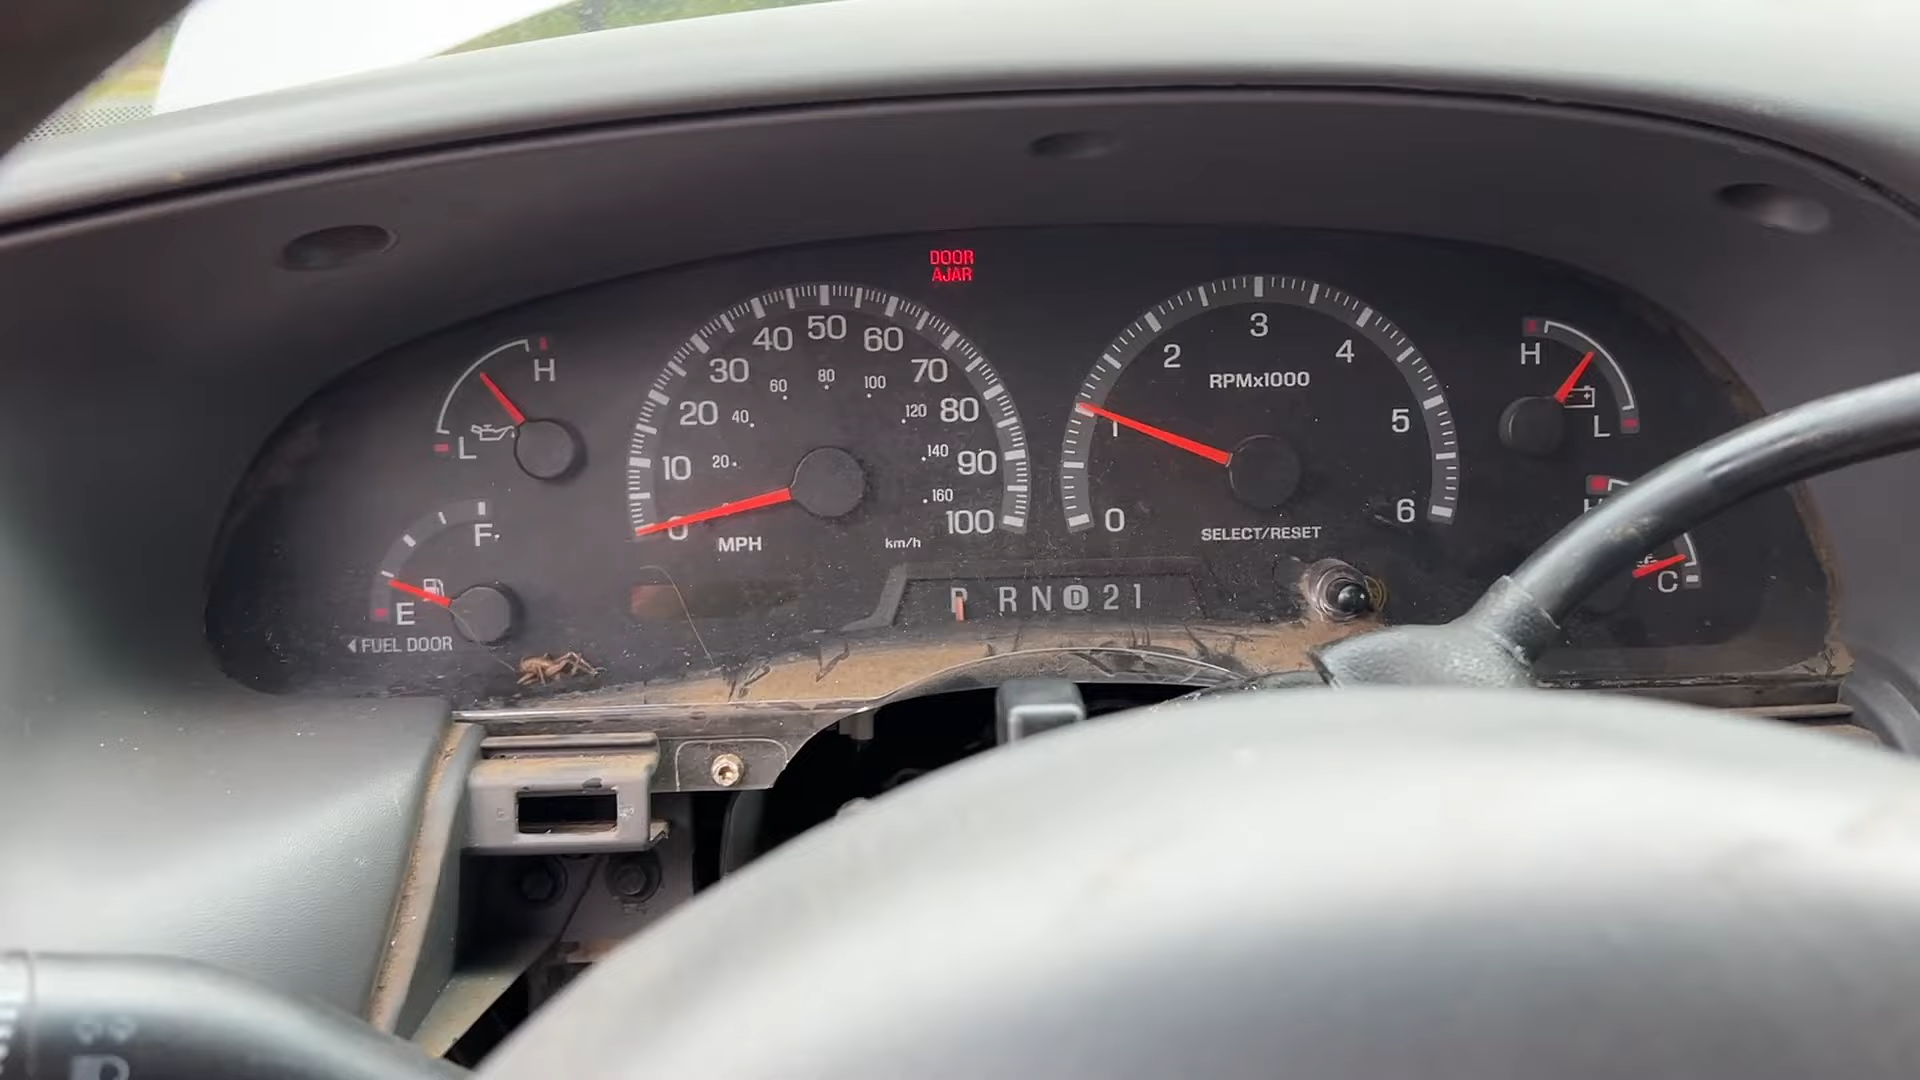 DOOR
AJAR
H
L
F
E
◀ FUEL DOOR
0
10
20
30
40
50
60
70
80
90
100
20
40
60
80
100
120
140
160
MPH
km/h
0
1
2
3
4
5
6
RPMx1000
SELECT/RESET
P R N D 2 1
H
L
H
C